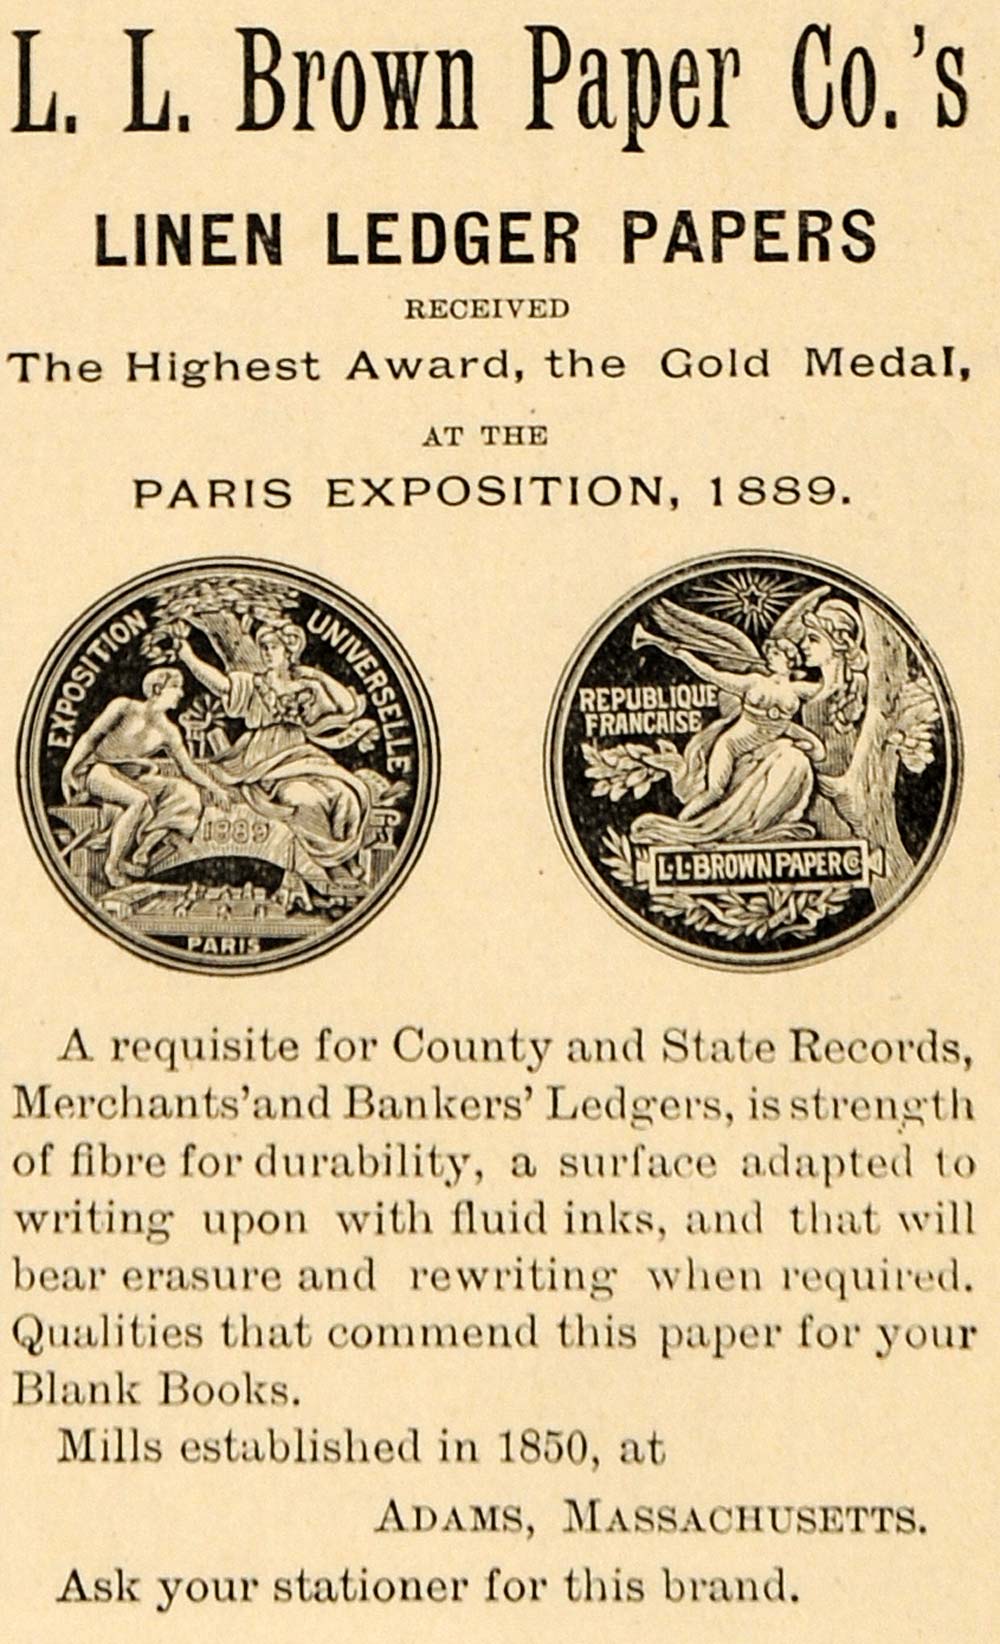 L. L. Brown Paper Co.'s
LINEN LEDGER PAPERS
RECEIVED
The Highest Award, the Gold Medal,
AT THE
PARIS EXPOSITION, 1889.
EXPOSITION UNIVERSELLE
1889
PARIS
REPUBLIQUE
FRANCAISE
L·L·BROWN PAPER Co
A requisite for County and State Records,
Merchants' and Bankers' Ledgers, is strength
of fibre for durability, a surface adapted to
writing upon with fluid inks, and that will
bear erasure and rewriting when required.
Qualities that commend this paper for your
Blank Books.
Mills established in 1850, at
ADAMS, MASSACHUSETTS.
Ask your stationer for this brand.